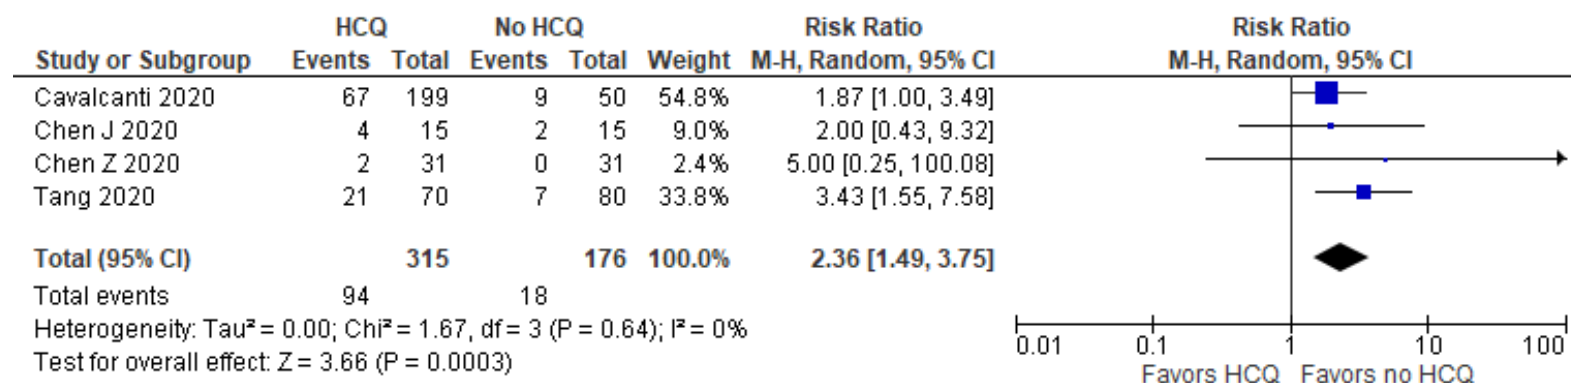 HCQ No HCQ Risk Ratio Risk Ratio
Study or Subgroup Events Total Events Total Weight M-H, Random, 95% CI M-H, Random, 95% CI
Cavalcanti 2020 67 199 9 50 54.8% 1.87 [1.00, 3.49]
Chen J 2020 4 15 2 15 9.0% 2.00 [0.43, 9.32]
Chen Z 2020 2 31 0 31 2.4% 5.00 [0.25, 100.08]
Tang 2020 21 70 7 80 33.8% 3.43 [1.55, 7.58]
Total (95% CI) 315 176 100.0% 2.36 [1.49, 3.75]
Total events 94 18
Heterogeneity: Tau² = 0.00; Chi² = 1.67, df = 3 (P = 0.64); I² = 0%
Test for overall effect: Z = 3.66 (P = 0.0003)
0.01 0.1 1 10 100
Favors HCQ Favors no HCQ